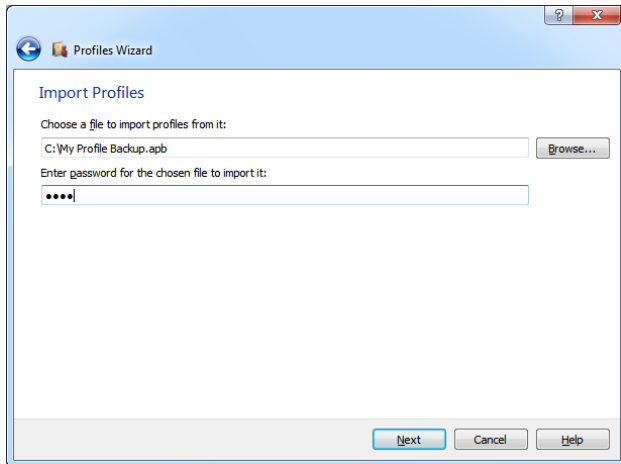 Profiles Wizard
Import Profiles
Choose a file to import profiles from it:
C:\My Profile Backup.apb
Browse...
Enter password for the chosen file to import it:
••••
Next
Cancel
Help